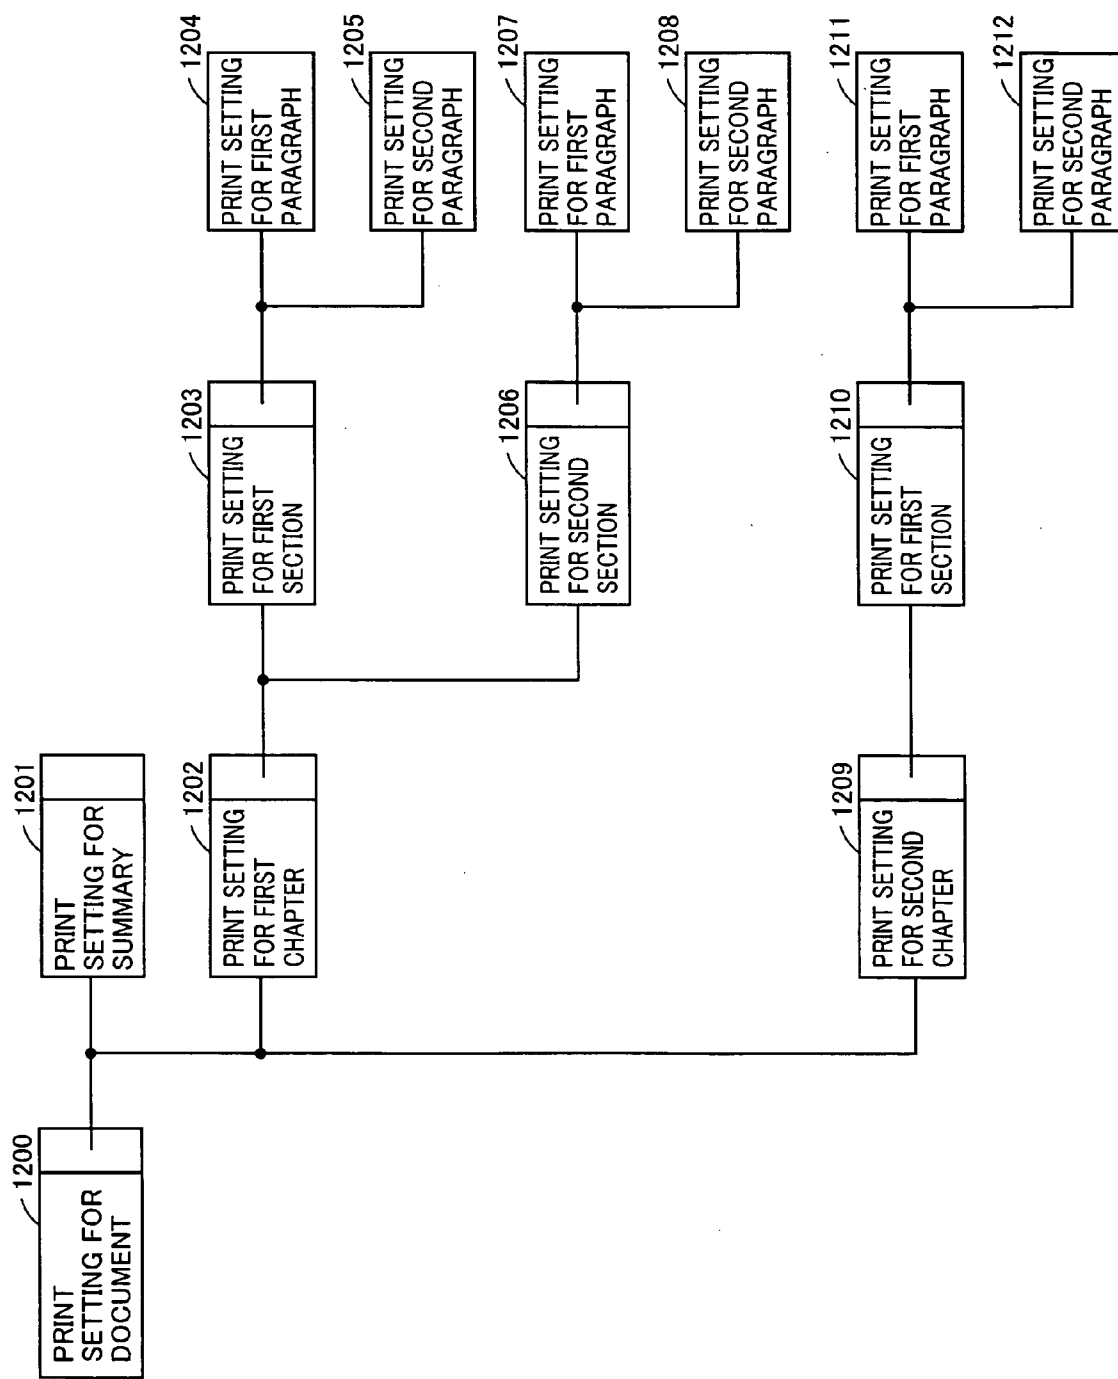 1200
PRINT
SETTING FOR
DOCUMENT
1201
PRINT
SETTING FOR
SUMMARY
1202
PRINT SETTING
FOR FIRST
CHAPTER
1203
PRINT SETTING
FOR FIRST
SECTION
1204
PRINT SETTING
FOR FIRST
PARAGRAPH
1205
PRINT SETTING
FOR SECOND
PARAGRAPH
1206
PRINT SETTING
FOR SECOND
SECTION
1207
PRINT SETTING
FOR FIRST
PARAGRAPH
1208
PRINT SETTING
FOR SECOND
PARAGRAPH
1209
PRINT SETTING
FOR SECOND
CHAPTER
1210
PRINT SETTING
FOR FIRST
SECTION
1211
PRINT SETTING
FOR FIRST
PARAGRAPH
1212
PRINT SETTING
FOR SECOND
PARAGRAPH